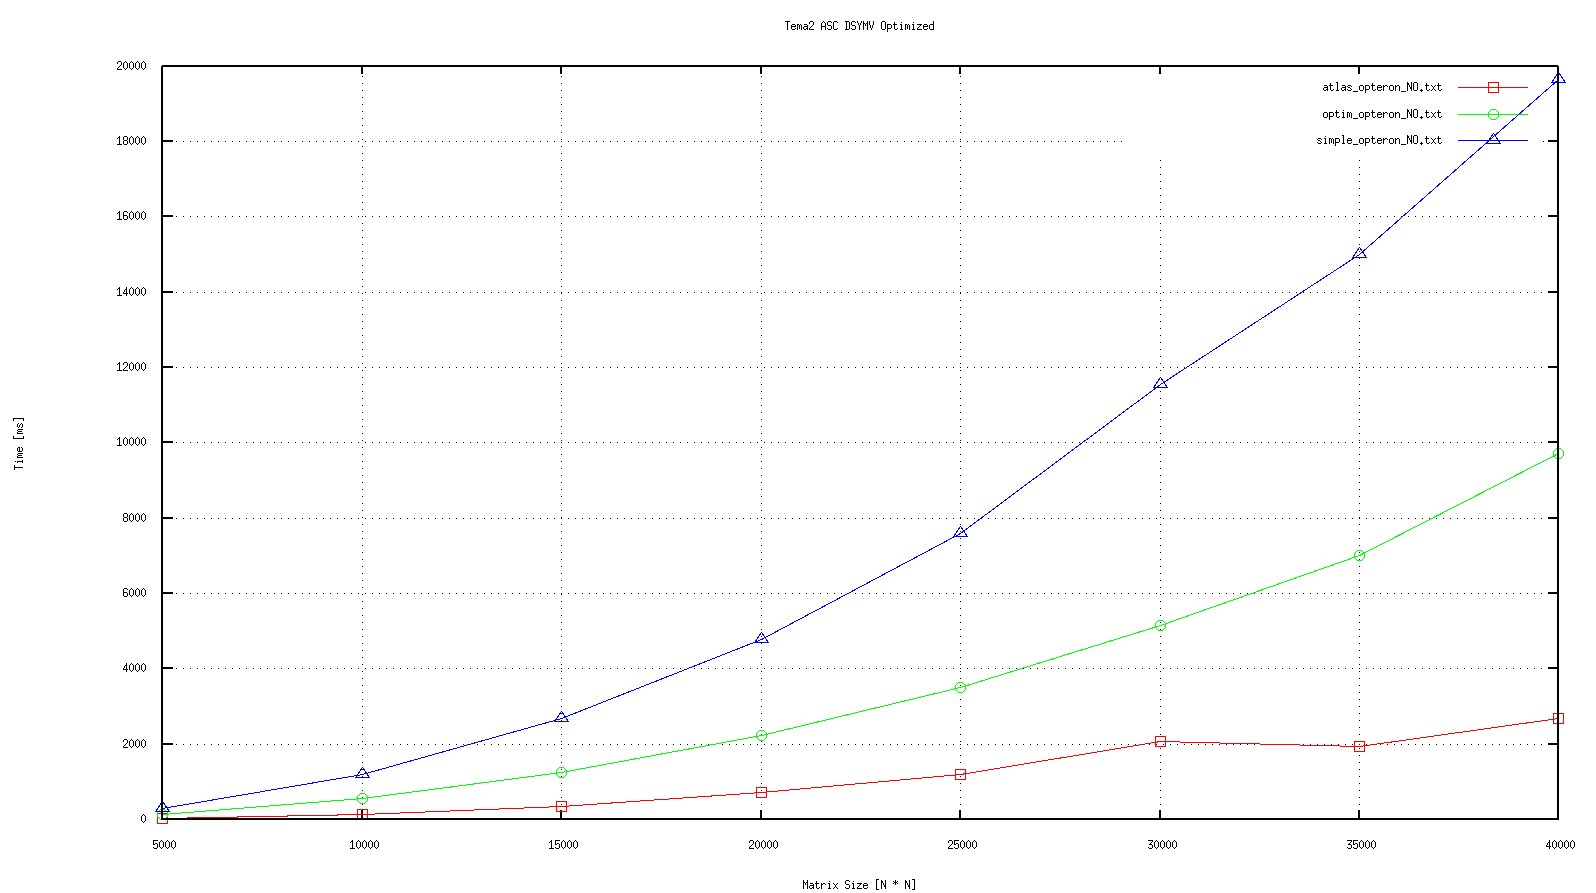 Tema2 ASC DSYMV Optimized
20000
18000
16000
14000
12000
10000
8000
6000
4000
2000
0
Time [ms]
atlas_opteron_NO.txt
optim_opteron_NO.txt
simple_opteron_NO.txt
5000 10000 15000 20000 25000 30000 35000 40000
Matrix Size [N * N]